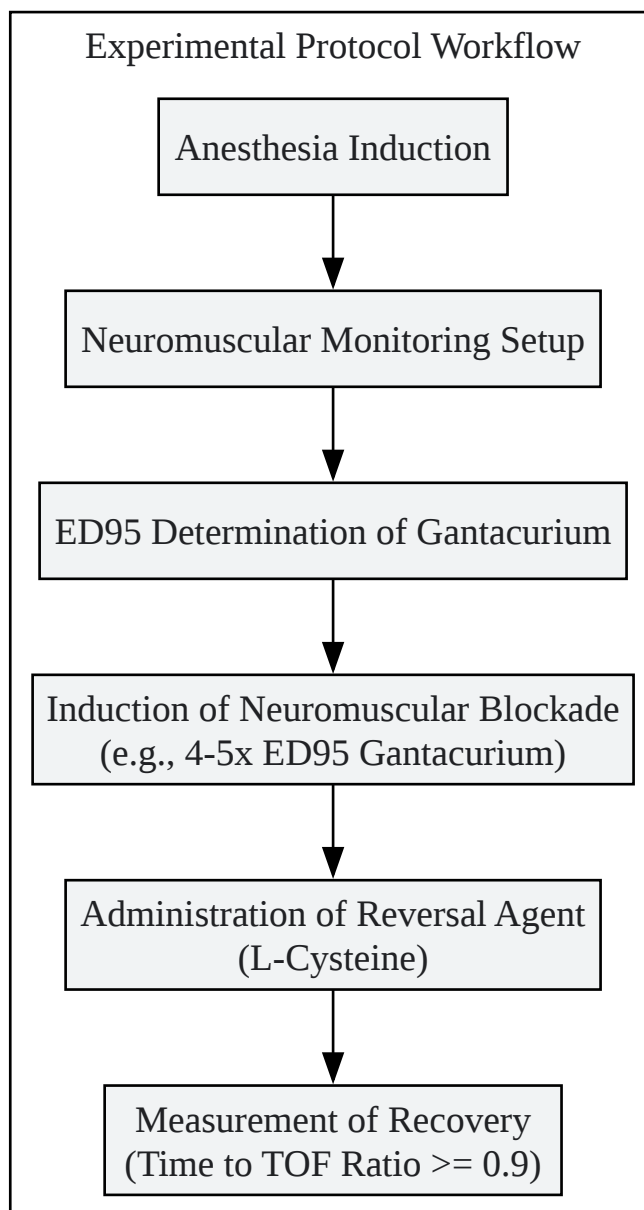 Experimental Protocol Workflow
Anesthesia Induction
Neuromuscular Monitoring Setup
ED95 Determination of Gantacurium
Induction of Neuromuscular Blockade
(e.g., 4-5x ED95 Gantacurium)
Administration of Reversal Agent
(L-Cysteine)
Measurement of Recovery
(Time to TOF Ratio >= 0.9)